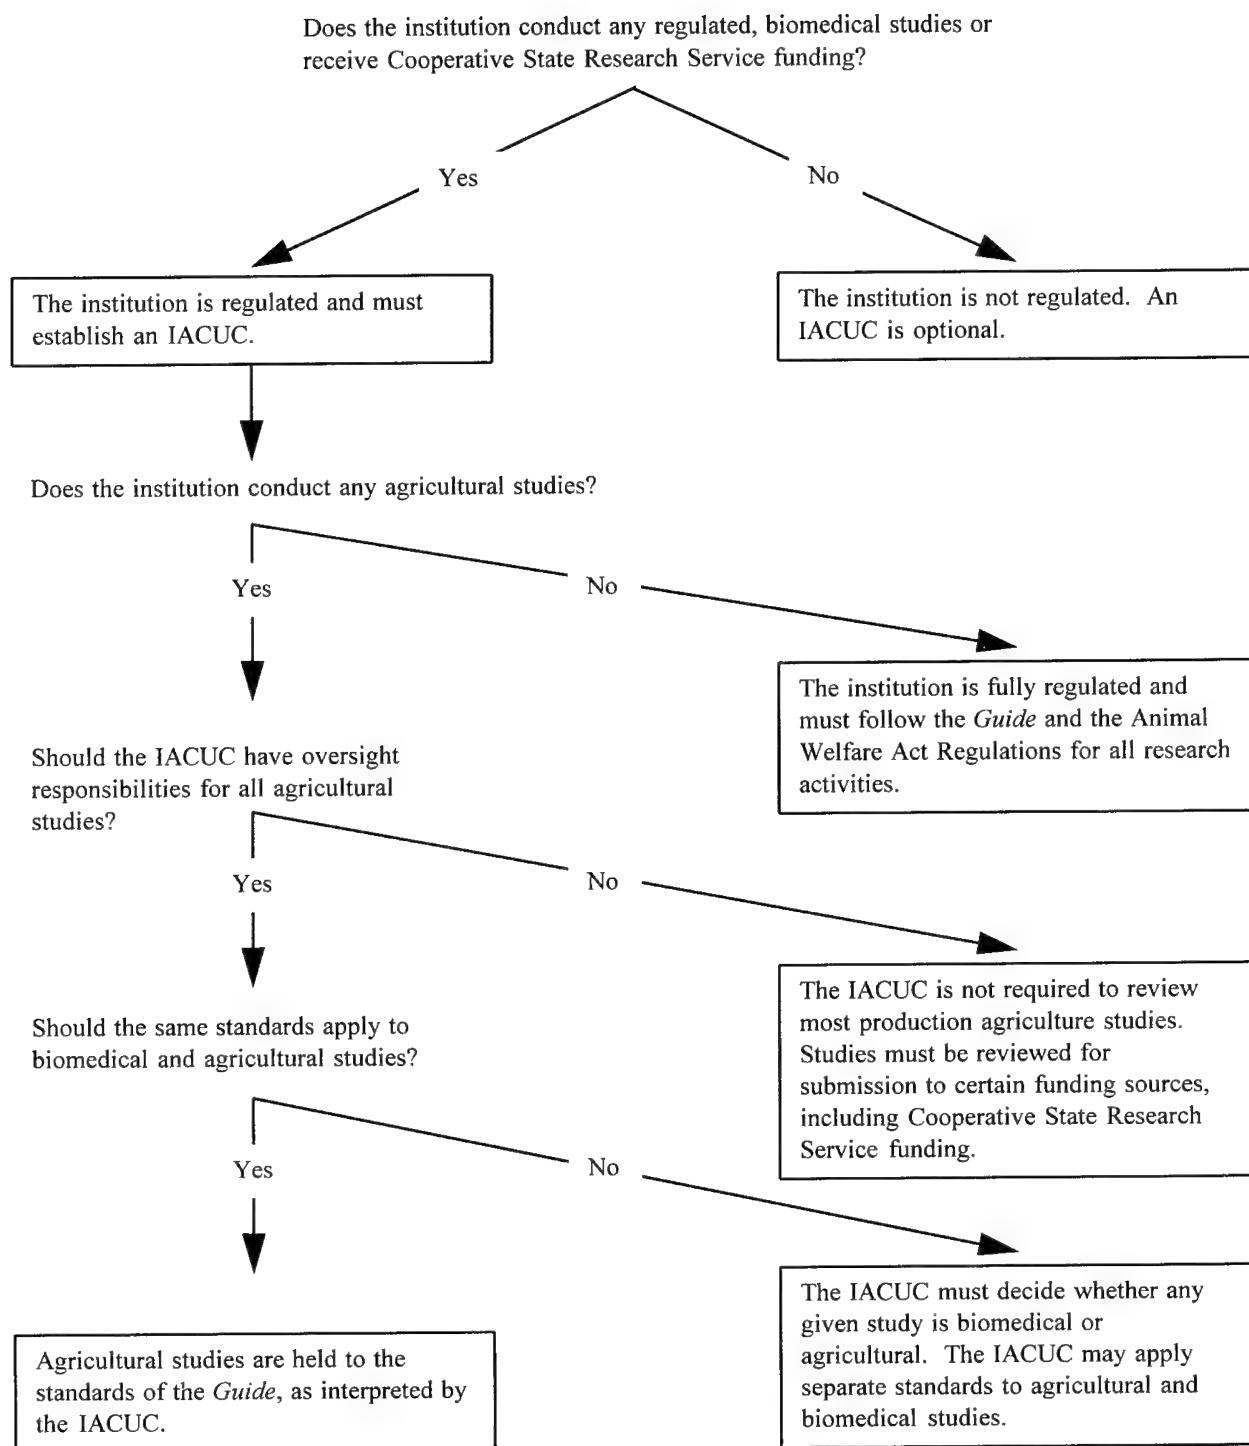 Does the institution conduct any regulated, biomedical studies or
receive Cooperative State Research Service funding?
Yes
No
The institution is regulated and must
establish an IACUC.
The institution is not regulated. An
IACUC is optional.
Does the institution conduct any agricultural studies?
Yes
No
The institution is fully regulated and
must follow the Guide and the Animal
Welfare Act Regulations for all research
activities.
Should the IACUC have oversight
responsibilities for all agricultural
studies?
Yes
No
The IACUC is not required to review
most production agriculture studies.
Studies must be reviewed for
submission to certain funding sources,
including Cooperative State Research
Service funding.
Should the same standards apply to
biomedical and agricultural studies?
Yes
No
The IACUC must decide whether any
given study is biomedical or
agricultural. The IACUC may apply
separate standards to agricultural and
biomedical studies.
Agricultural studies are held to the
standards of the Guide, as interpreted by
the IACUC.